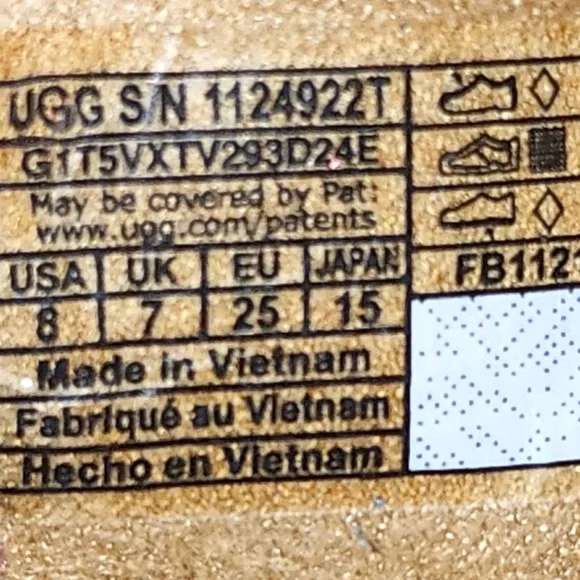 UGG S/N 1124922T
G1T5VXTV293D24E
May be covered by Pat:
www.ugg.com/patents
USA UK EU JAPAN
8 7 25 15
FB1121
Made in Vietnam
Fabriqué au Vietnam
Hecho en Vietnam